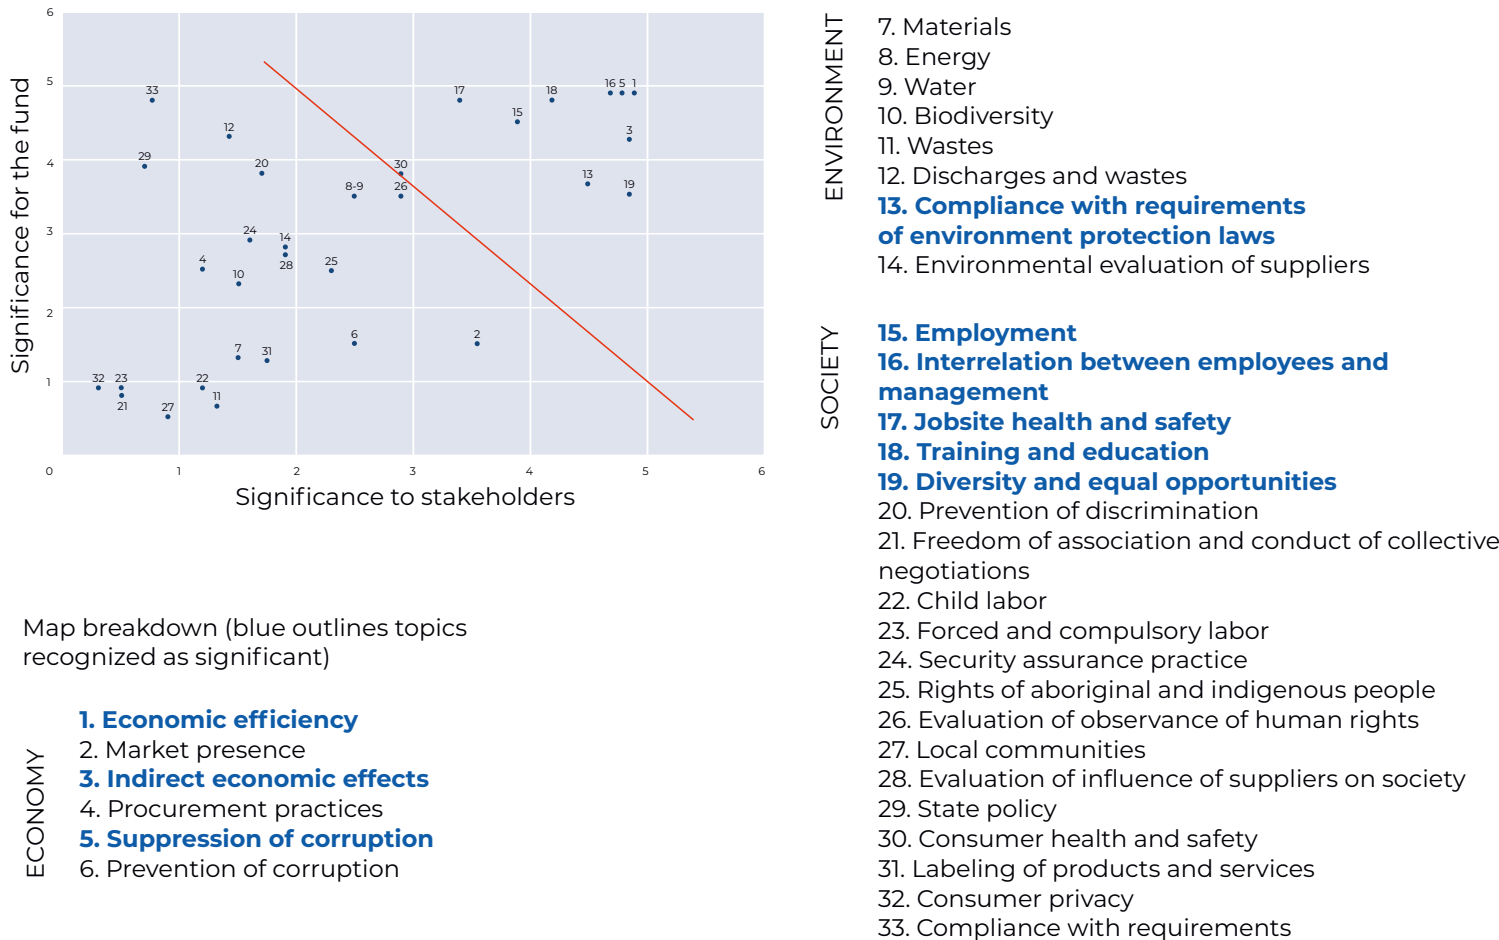 Significance for the fund
6
5
4
3
2
1
0
1
2
3
4
5
6
33
17
18
16
5
1
12
15
3
29
20
30
13
8-9
26
19
24
14
4
28
25
10
6
2
7
31
32
23
22
21
11
27
Significance to stakeholders
Map breakdown (blue outlines topics
recognized as significant)
ECONOMY
1. Economic efficiency
2. Market presence
3. Indirect economic effects
4. Procurement practices
5. Suppression of corruption
6. Prevention of corruption
ENVIRONMENT
7. Materials
8. Energy
9. Water
10. Biodiversity
11. Wastes
12. Discharges and wastes
13. Compliance with requirements
of environment protection laws
14. Environmental evaluation of suppliers
SOCIETY
15. Employment
16. Interrelation between employees and
management
17. Jobsite health and safety
18. Training and education
19. Diversity and equal opportunities
20. Prevention of discrimination
21. Freedom of association and conduct of collective
negotiations
22. Child labor
23. Forced and compulsory labor
24. Security assurance practice
25. Rights of aboriginal and indigenous people
26. Evaluation of observance of human rights
27. Local communities
28. Evaluation of influence of suppliers on society
29. State policy
30. Consumer health and safety
31. Labeling of products and services
32. Consumer privacy
33. Compliance with requirements